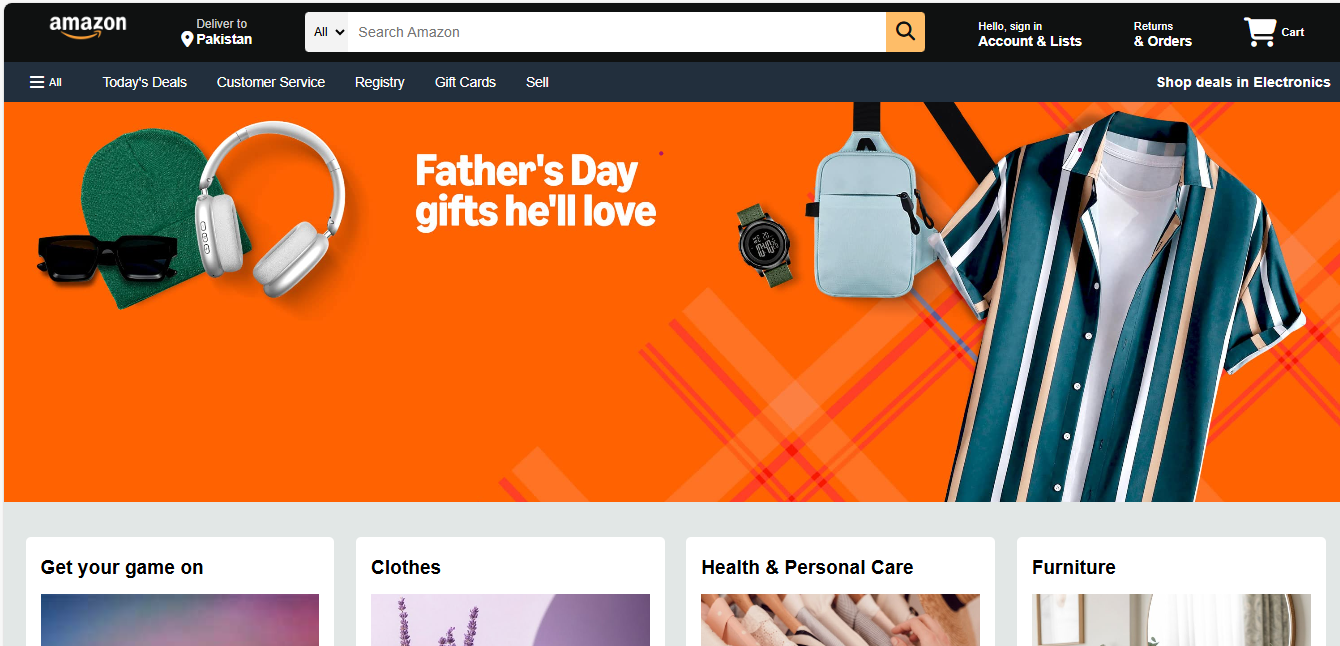 amazon
Deliver to
Pakistan
All
Search Amazon
Hello, sign in
Account & Lists
Returns
& Orders
Cart
All
Today's Deals
Customer Service
Registry
Gift Cards
Sell
Shop deals in Electronics
Father's Day
gifts he'll love
10:40
Get your game on
Clothes
Health & Personal Care
Furniture